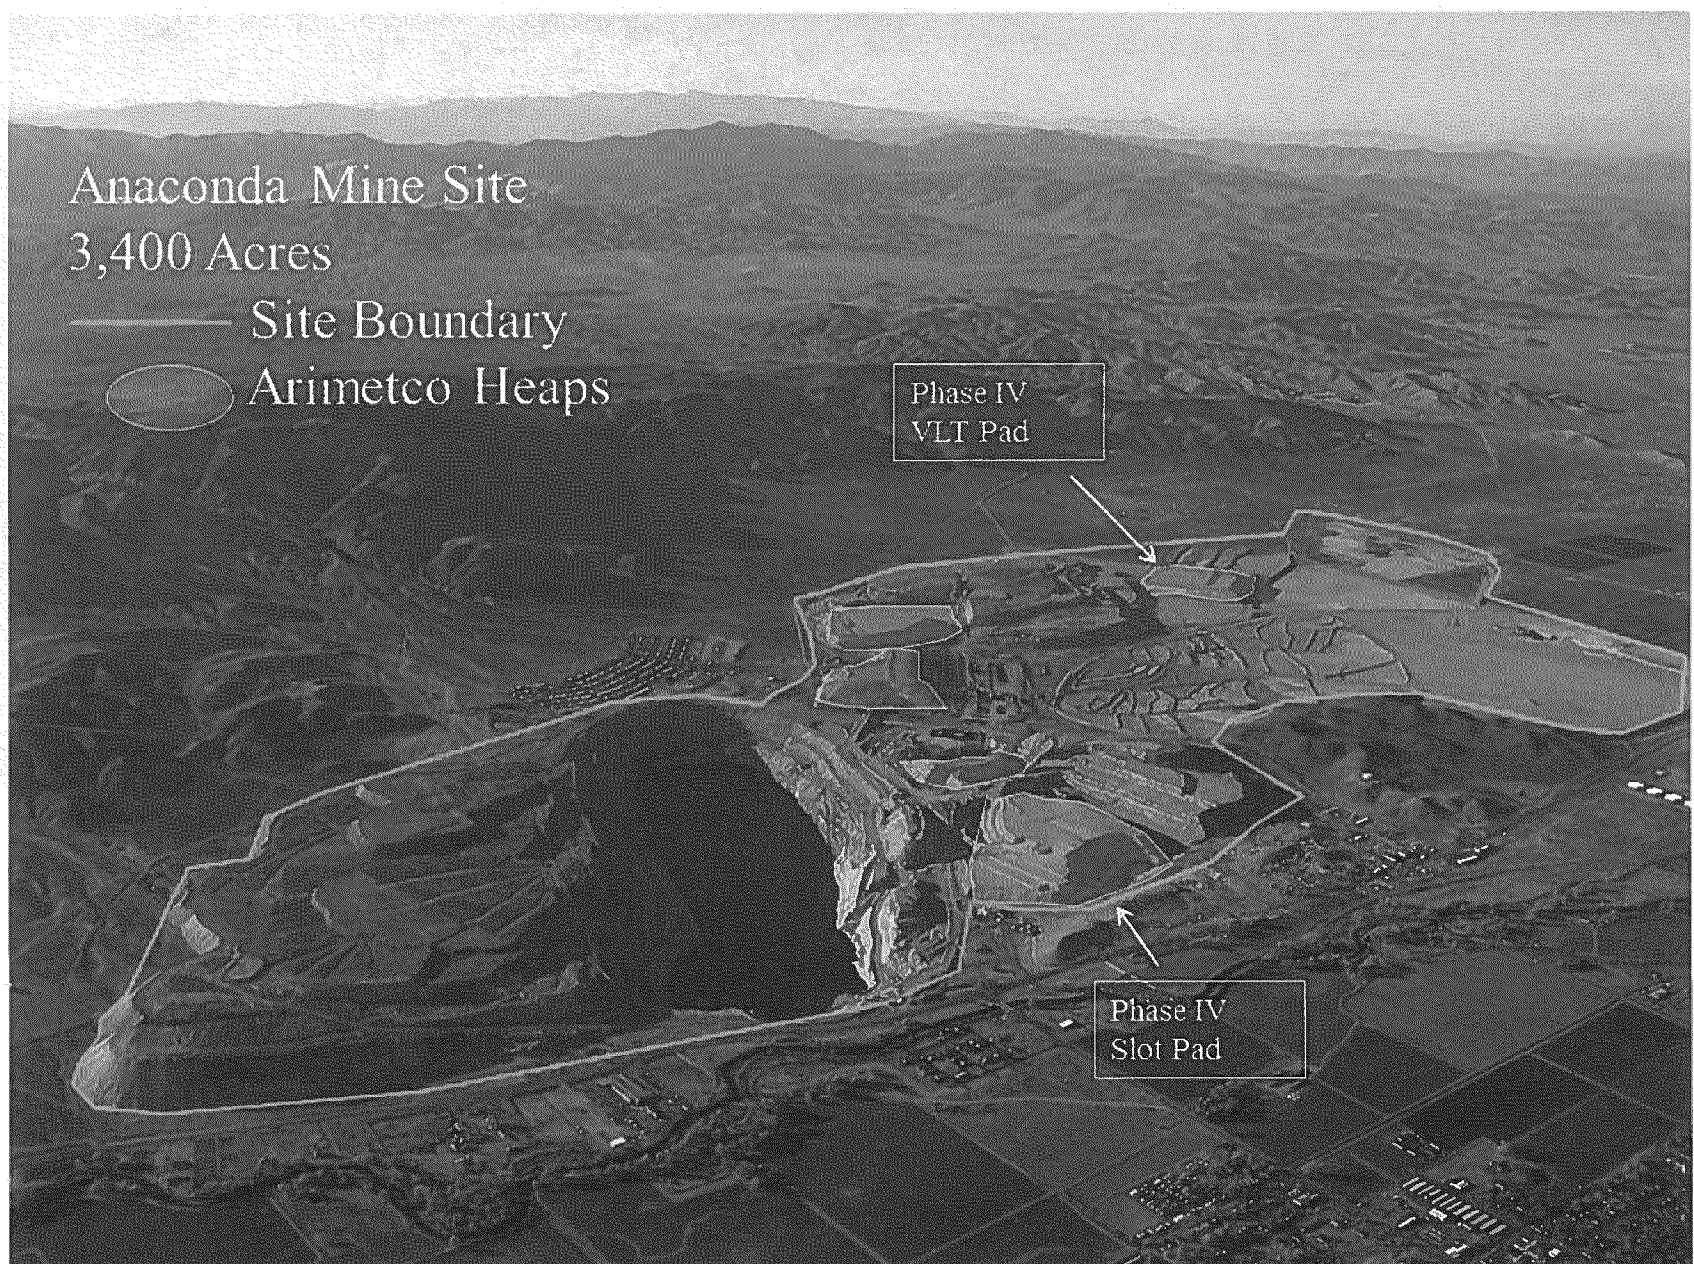 Anaconda Mine Site
3,400 Acres
Site Boundary
Arimetco Heaps
Phase IV
VLT Pad
Phase IV
Slot Pad